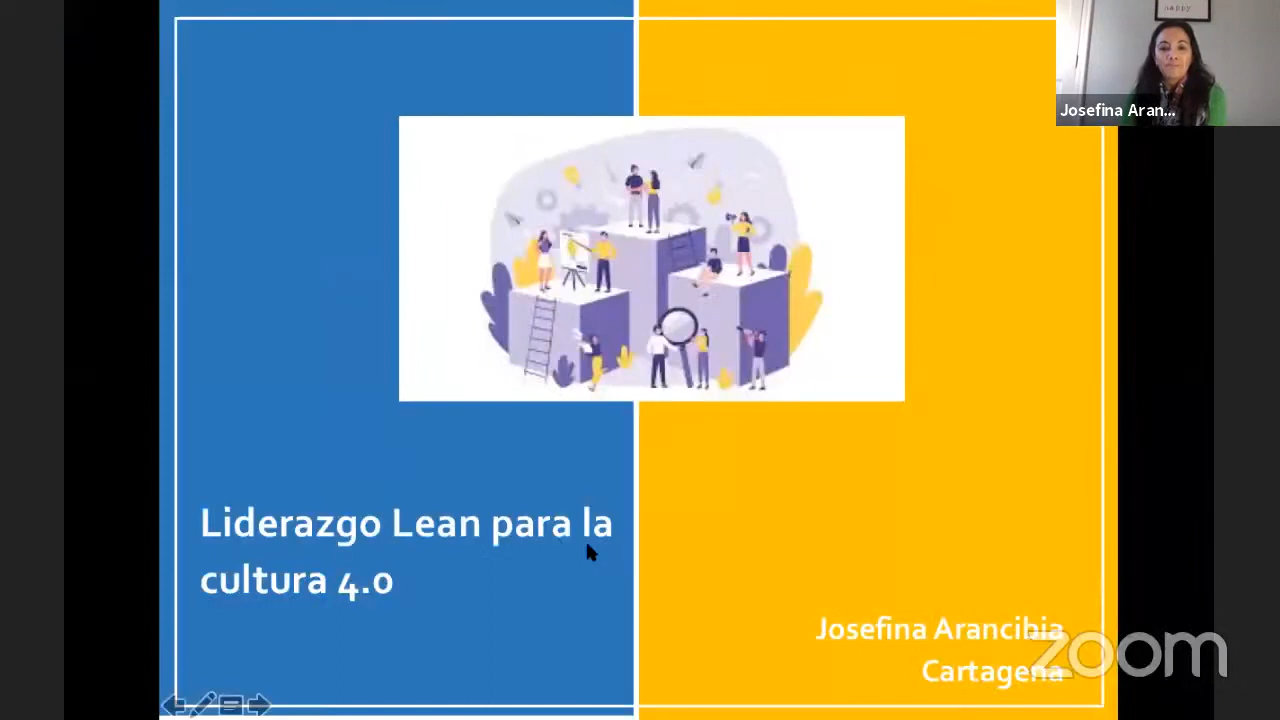 Josefina Aran...
Liderazgo Lean para la
cultura 4.0
Josefina Arancibia
Cartagena
zoom